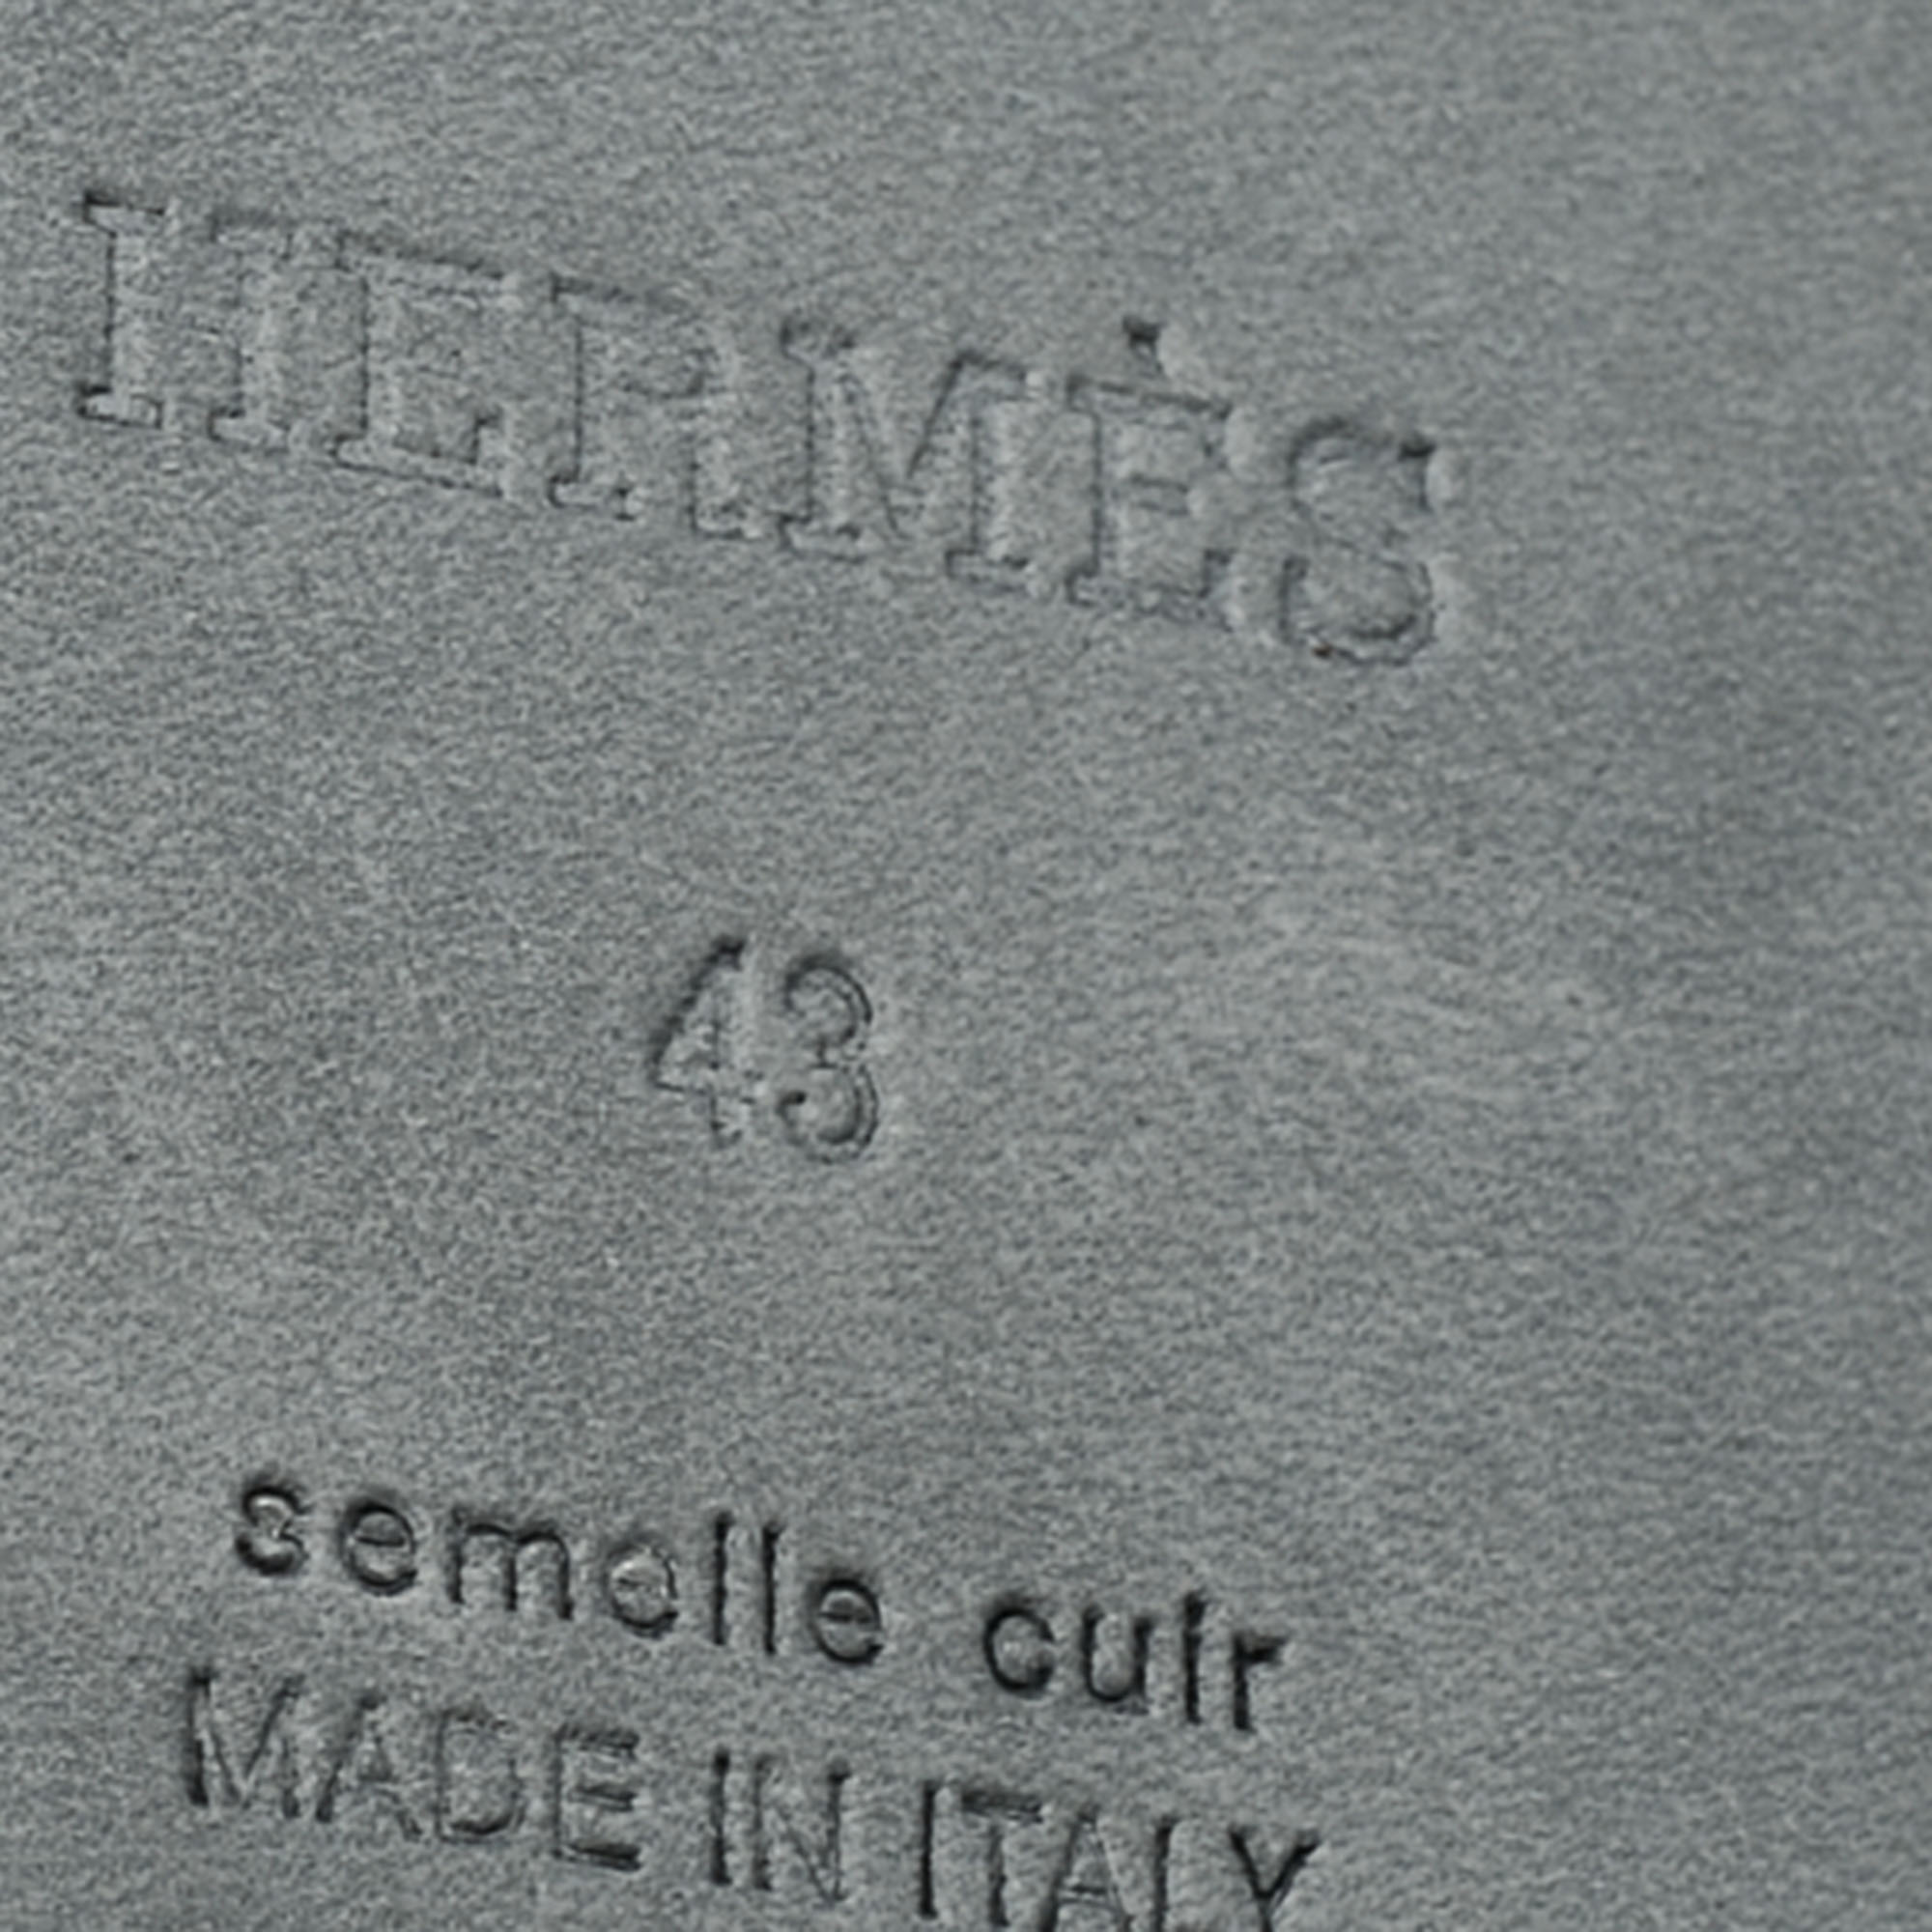 HERMÈS
43
semelle cuir
MADE IN ITALY